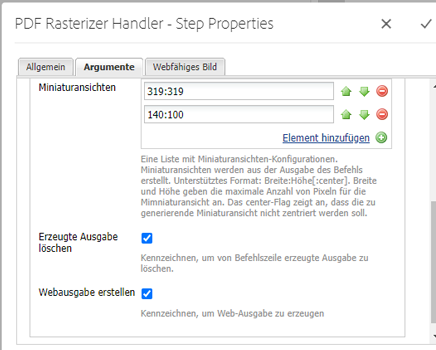 PDF Rasterizer Handler - Step Properties
Allgemein Argumente Webfähiges Bild
Miniaturansichten 319:319
140:100
Element hinzufügen
Eine Liste mit Miniaturansichten-Konfigurationen.
Miniaturansichten werden aus der Ausgabe des Befehls
erstellt. Unterstütztes Format: Breite:Höhe[:center]. Breite
und Höhe geben die maximale Anzahl von Pixeln für die
Mimniaturansicht an. Das center-Flag zeigt an, dass die zu
generierende Miniaturansicht nicht zentriert werden soll.
Erzeugte Ausgabe
löschen
Kennzeichnen, um von Befehlszeile erzeugte Ausgabe zu
löschen.
Webausgabe erstellen
Kennzeichnen, um Web-Ausgabe zu erzeugen